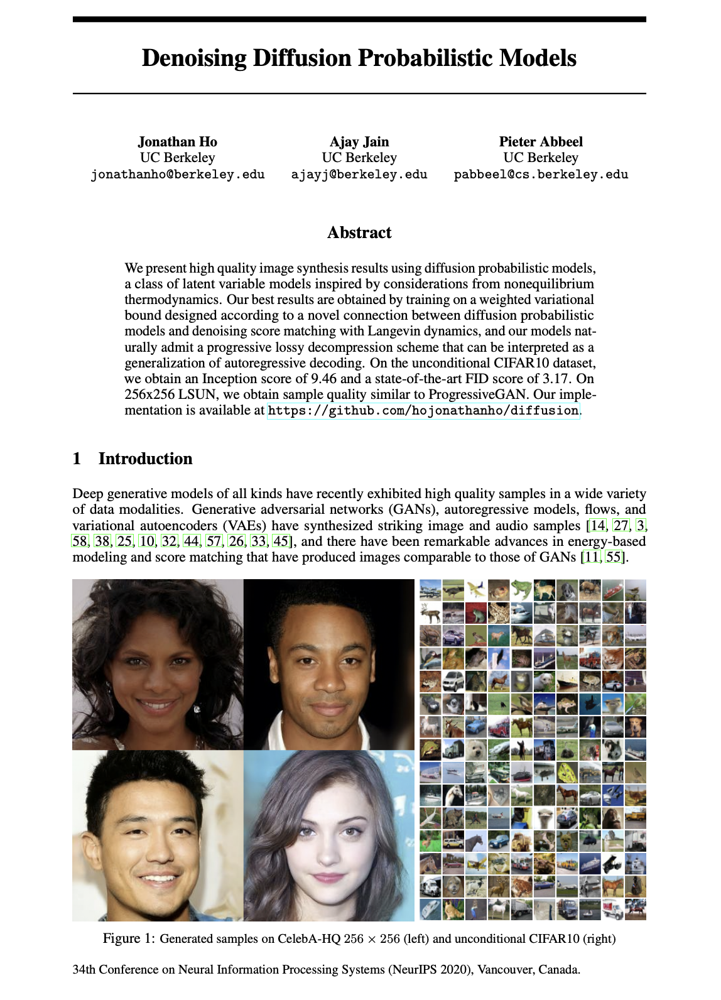 Denoising Diffusion Probabilistic Models
Jonathan Ho
UC Berkeley
jonathanho@berkeley.edu
Ajay Jain
UC Berkeley
ajayj@berkeley.edu
Pieter Abbeel
UC Berkeley
pabbeel@cs.berkeley.edu
Abstract
We present high quality image synthesis results using diffusion probabilistic models,
a class of latent variable models inspired by considerations from nonequilibrium
thermodynamics. Our best results are obtained by training on a weighted variational
bound designed according to a novel connection between diffusion probabilistic
models and denoising score matching with Langevin dynamics, and our models nat-
urally admit a progressive lossy decompression scheme that can be interpreted as a
generalization of autoregressive decoding. On the unconditional CIFAR10 dataset,
we obtain an Inception score of 9.46 and a state-of-the-art FID score of 3.17. On
256x256 LSUN, we obtain sample quality similar to ProgressiveGAN. Our imple-
mentation is available at https://github.com/hojonathanho/diffusion.
1 Introduction
Deep generative models of all kinds have recently exhibited high quality samples in a wide variety
of data modalities. Generative adversarial networks (GANs), autoregressive models, flows, and
variational autoencoders (VAEs) have synthesized striking image and audio samples [14, 27, 3,
58, 38, 25, 10, 32, 44, 57, 26, 33, 45], and there have been remarkable advances in energy-based
modeling and score matching that have produced images comparable to those of GANs [11, 55].
Figure 1: Generated samples on CelebA-HQ 256 × 256 (left) and unconditional CIFAR10 (right)
34th Conference on Neural Information Processing Systems (NeurIPS 2020), Vancouver, Canada.